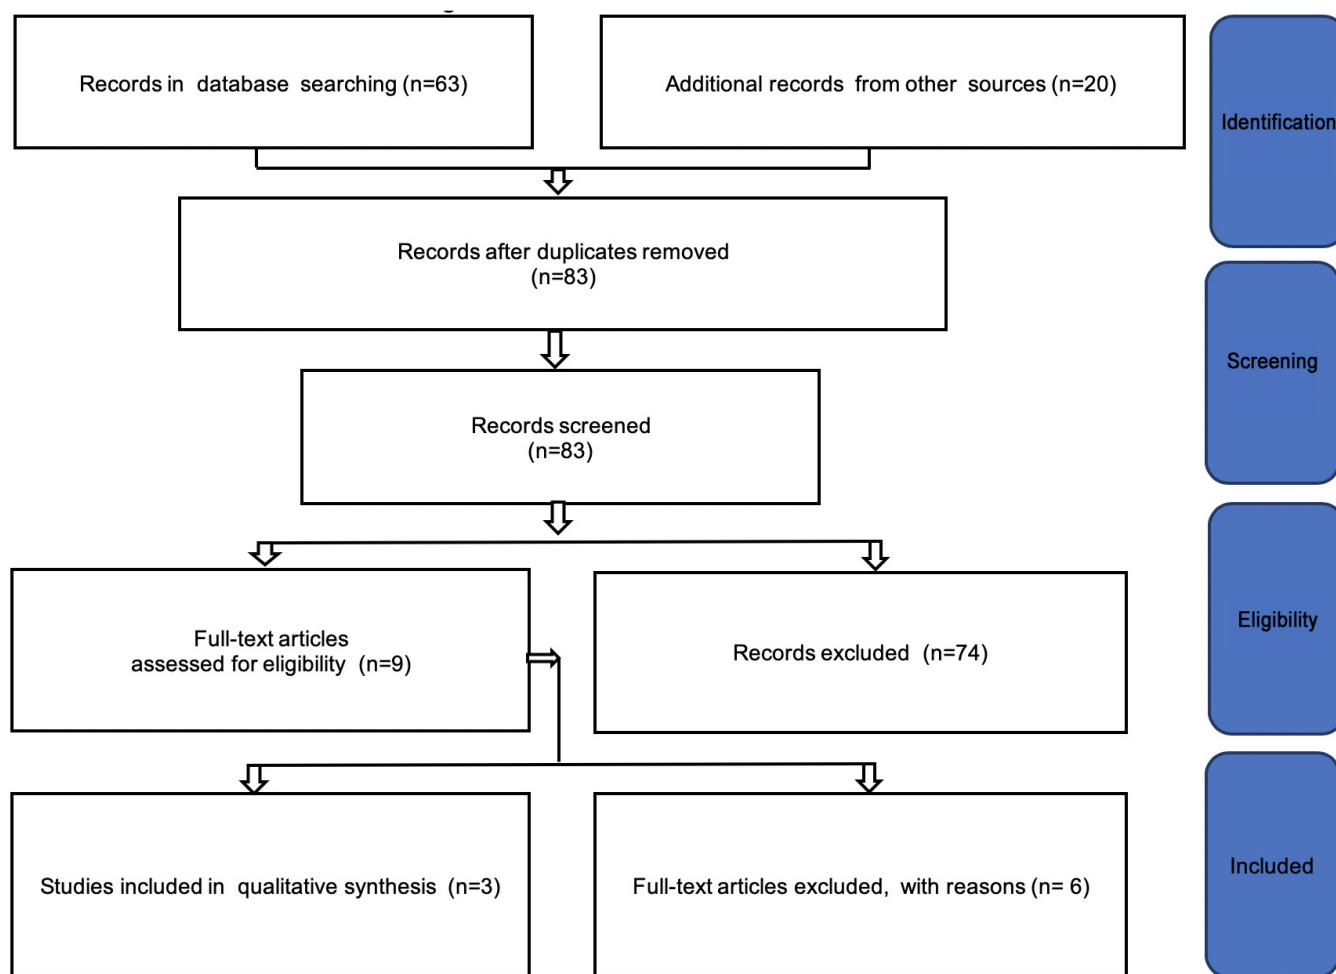 Records in database searching (n=63)
Additional records from other sources (n=20)
Identification
Records after duplicates removed
(n=83)
Screening
Records screened
(n=83)
Full-text articles
assessed for eligibility (n=9)
Records excluded (n=74)
Eligibility
Studies included in qualitative synthesis (n=3)
Full-text articles excluded, with reasons (n= 6)
Included